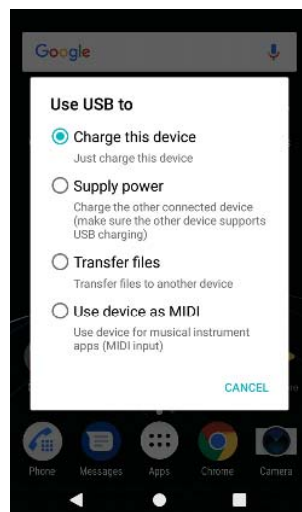 Google
Use USB to
Charge this device
Just charge this device
Supply power
Charge the other connected device
(make sure the other device supports
USB charging)
Transfer files
Transfer files to another device
Use device as MIDI
Use device for musical instrument
apps (MIDI input)
CANCEL
Phone Messages Apps Chrome Camera